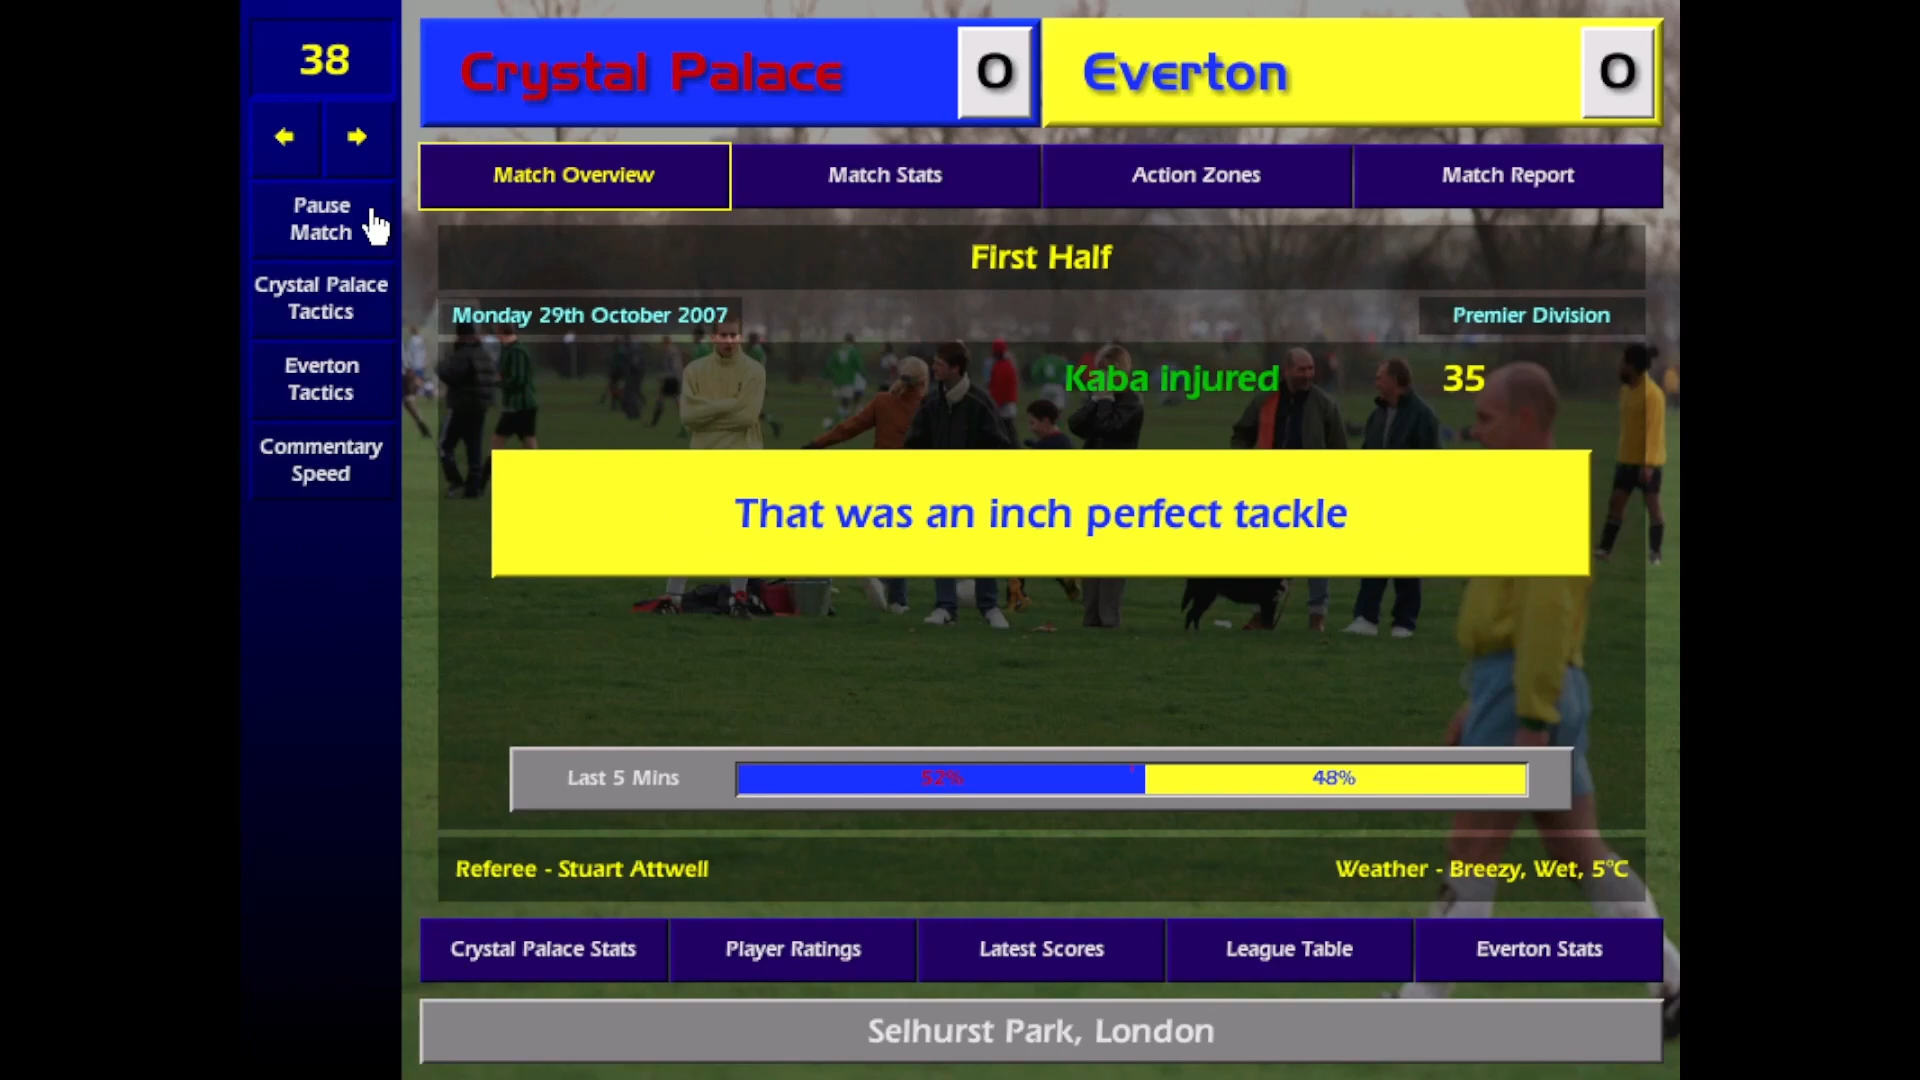 38
Crystal Palace 0
Everton 0
Match Overview
Match Stats
Action Zones
Match Report
Pause
Match
Crystal Palace
Tactics
Everton
Tactics
Commentary
Speed
First Half
Monday 29th October 2007
Premier Division
Kaba injured 35
That was an inch perfect tackle
Last 5 Mins 52% 48%
Referee - Stuart Attwell
Weather - Breezy, Wet, 5°C
Crystal Palace Stats
Player Ratings
Latest Scores
League Table
Everton Stats
Selhurst Park, London